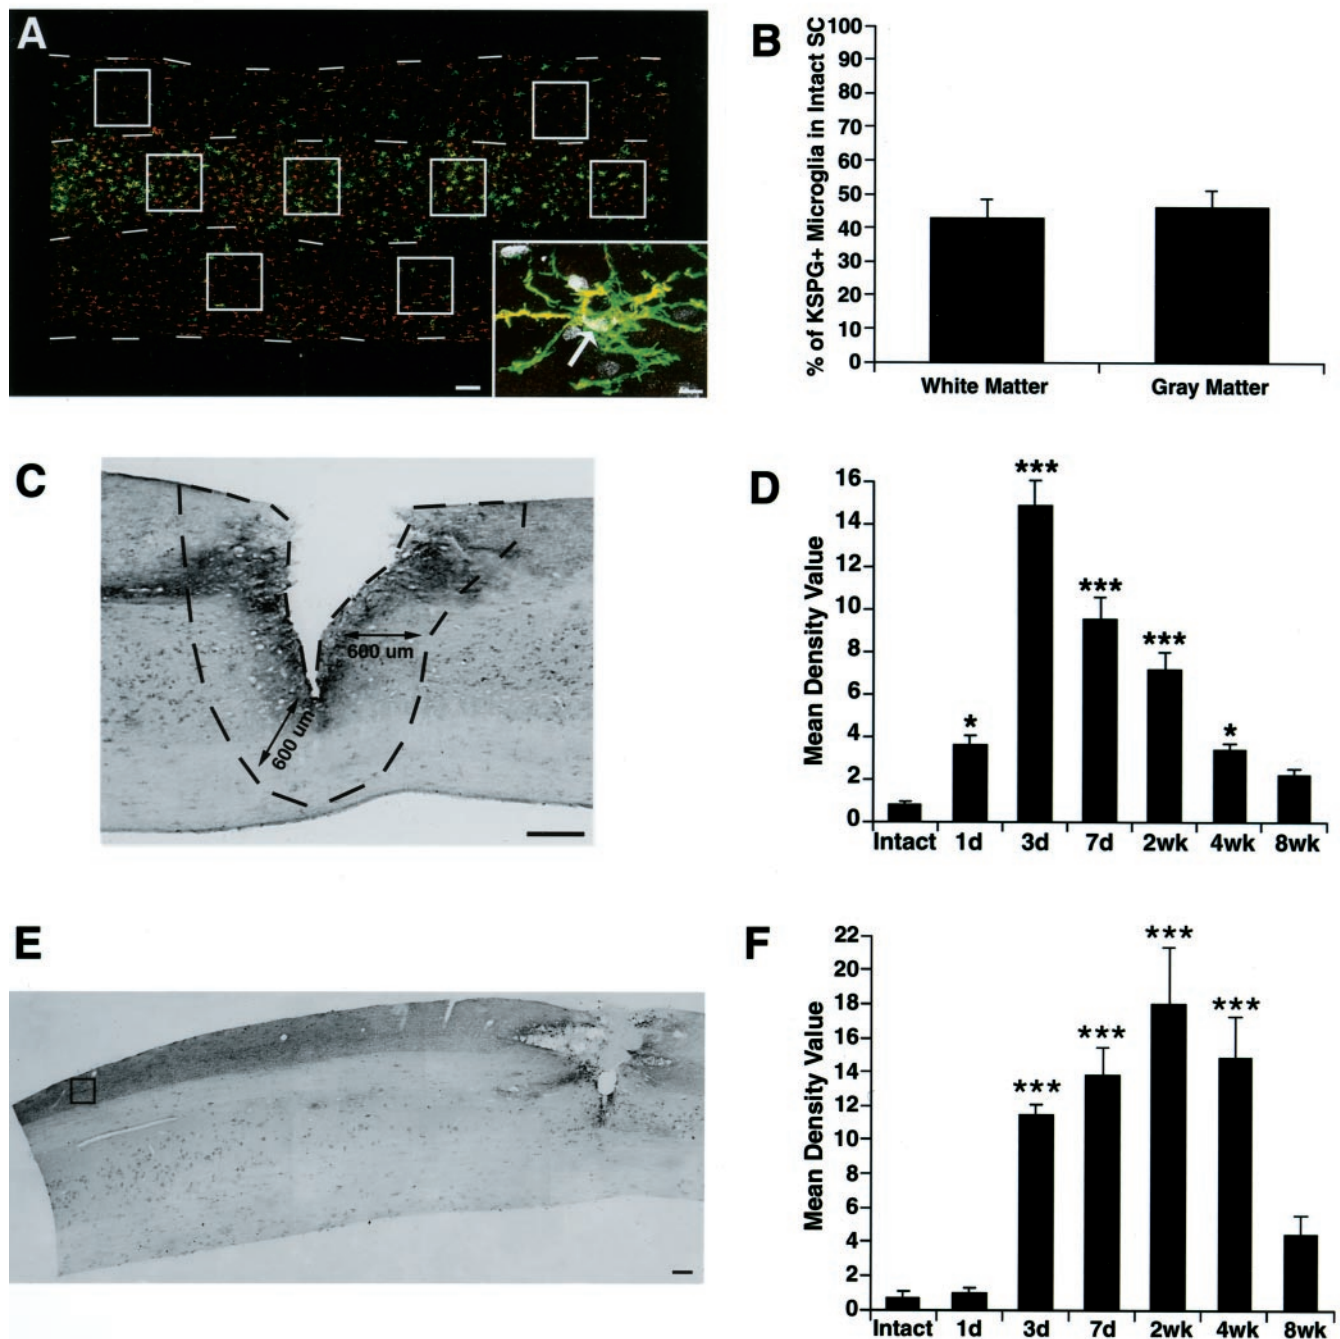 A
B
% of KSPG+ Microglia in Intact SC
100
90
80
70
60
50
40
30
20
10
0
White Matter
Gray Matter
C
600 um
600 um
D
Mean Density Value
16
14
12
10
8
6
4
2
0
*
***
***
***
*
Intact 1d 3d 7d 2wk 4wk 8wk
E
F
Mean Density Value
22
20
18
16
14
12
10
8
6
4
2
0
***
***
***
***
Intact 1d 3d 7d 2wk 4wk 8wk